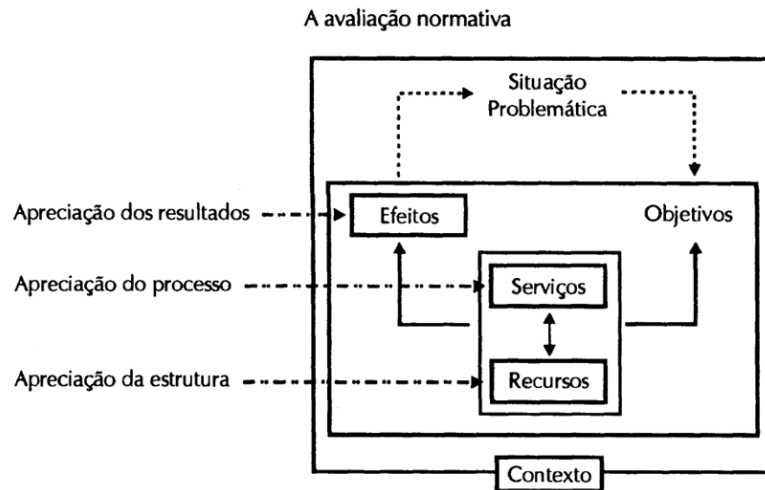 A avaliação normativa
Situação
Problemática
Apreciação dos resultados
Efeitos
Objetivos
Apreciação do processo
Serviços
Apreciação da estrutura
Recursos
Contexto